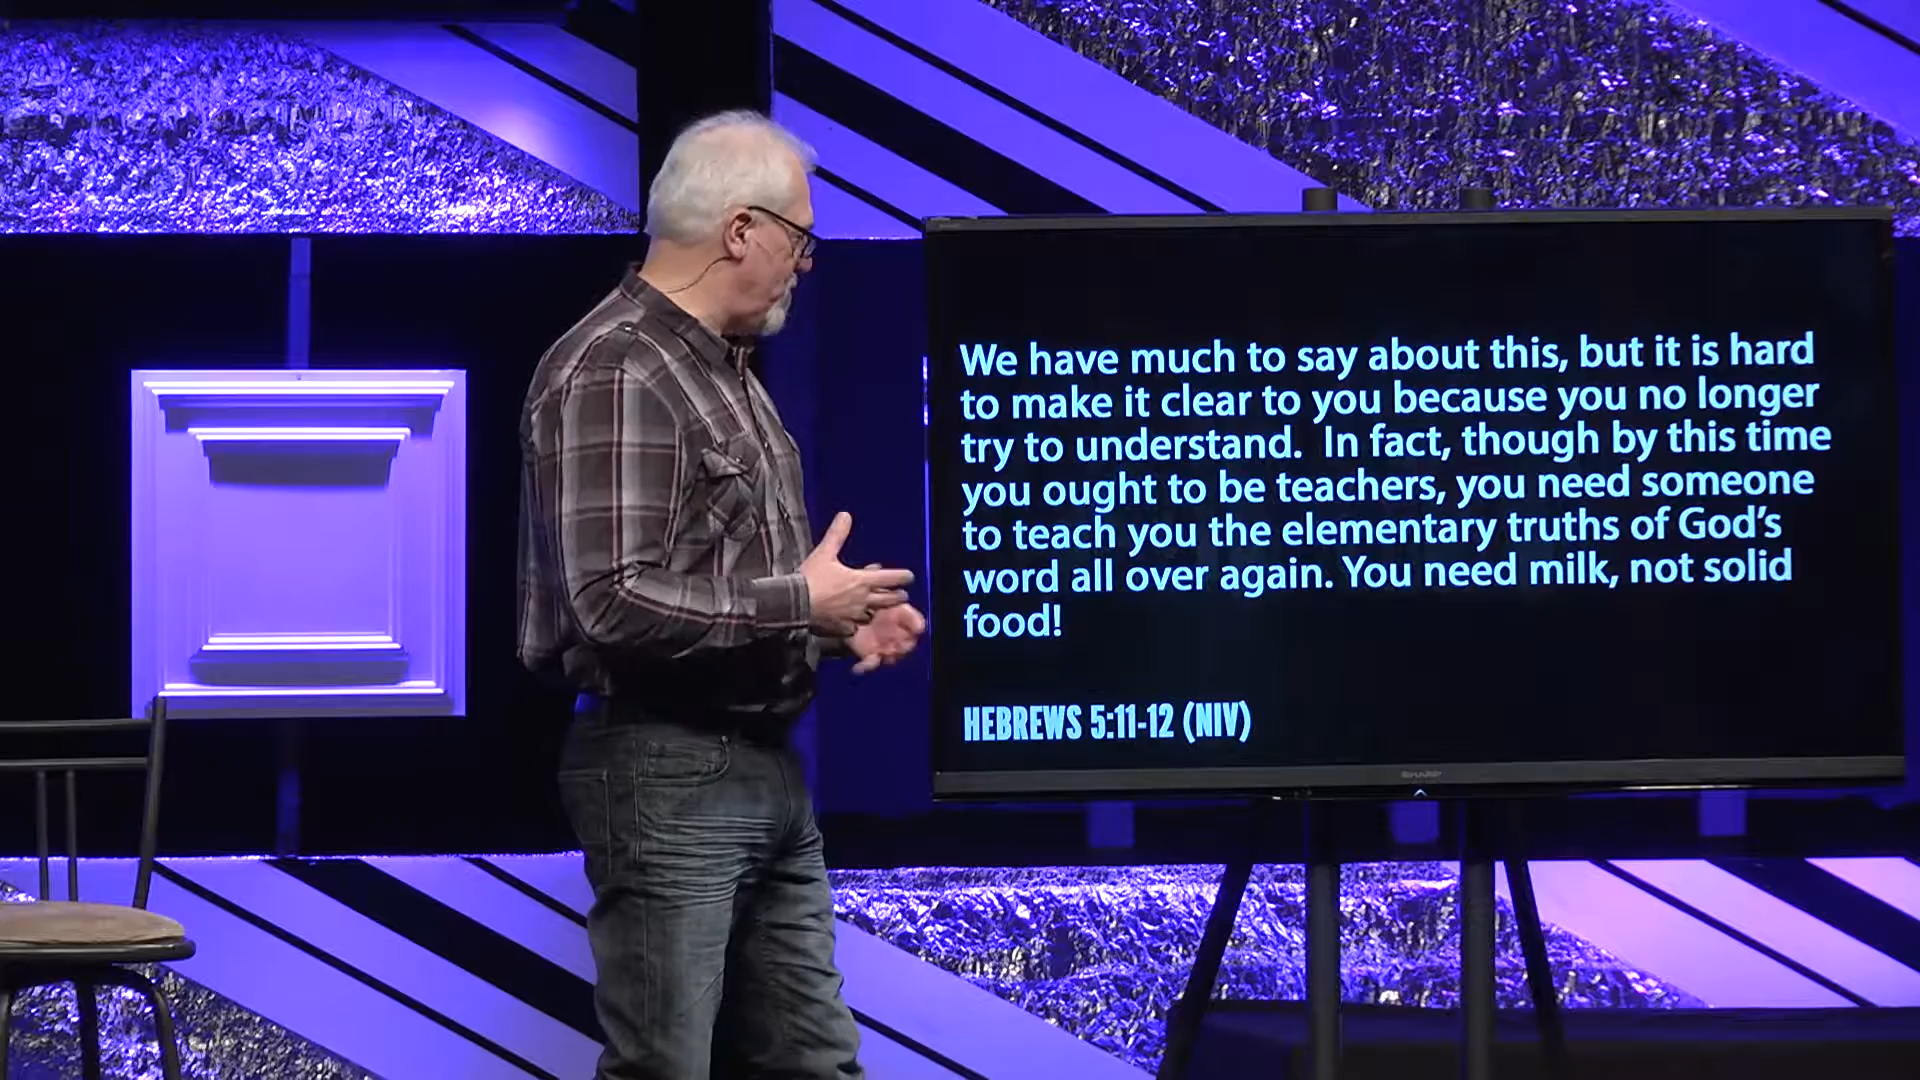 We have much to say about this, but it is hard
to make it clear to you because you no longer
try to understand.  In fact, though by this time
you ought to be teachers, you need someone
to teach you the elementary truths of God's
word all over again. You need milk, not solid
food!
HEBREWS 5:11-12 (NIV)
SHARP